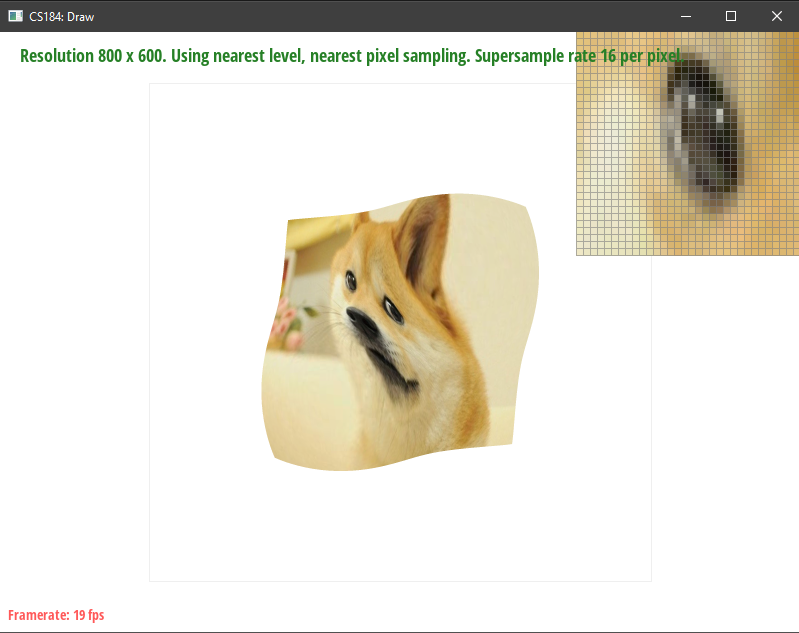 CS184: Draw
Resolution 800 x 600. Using nearest level, nearest pixel sampling. Supersample rate 16 per pixel.
Framerate: 19 fps